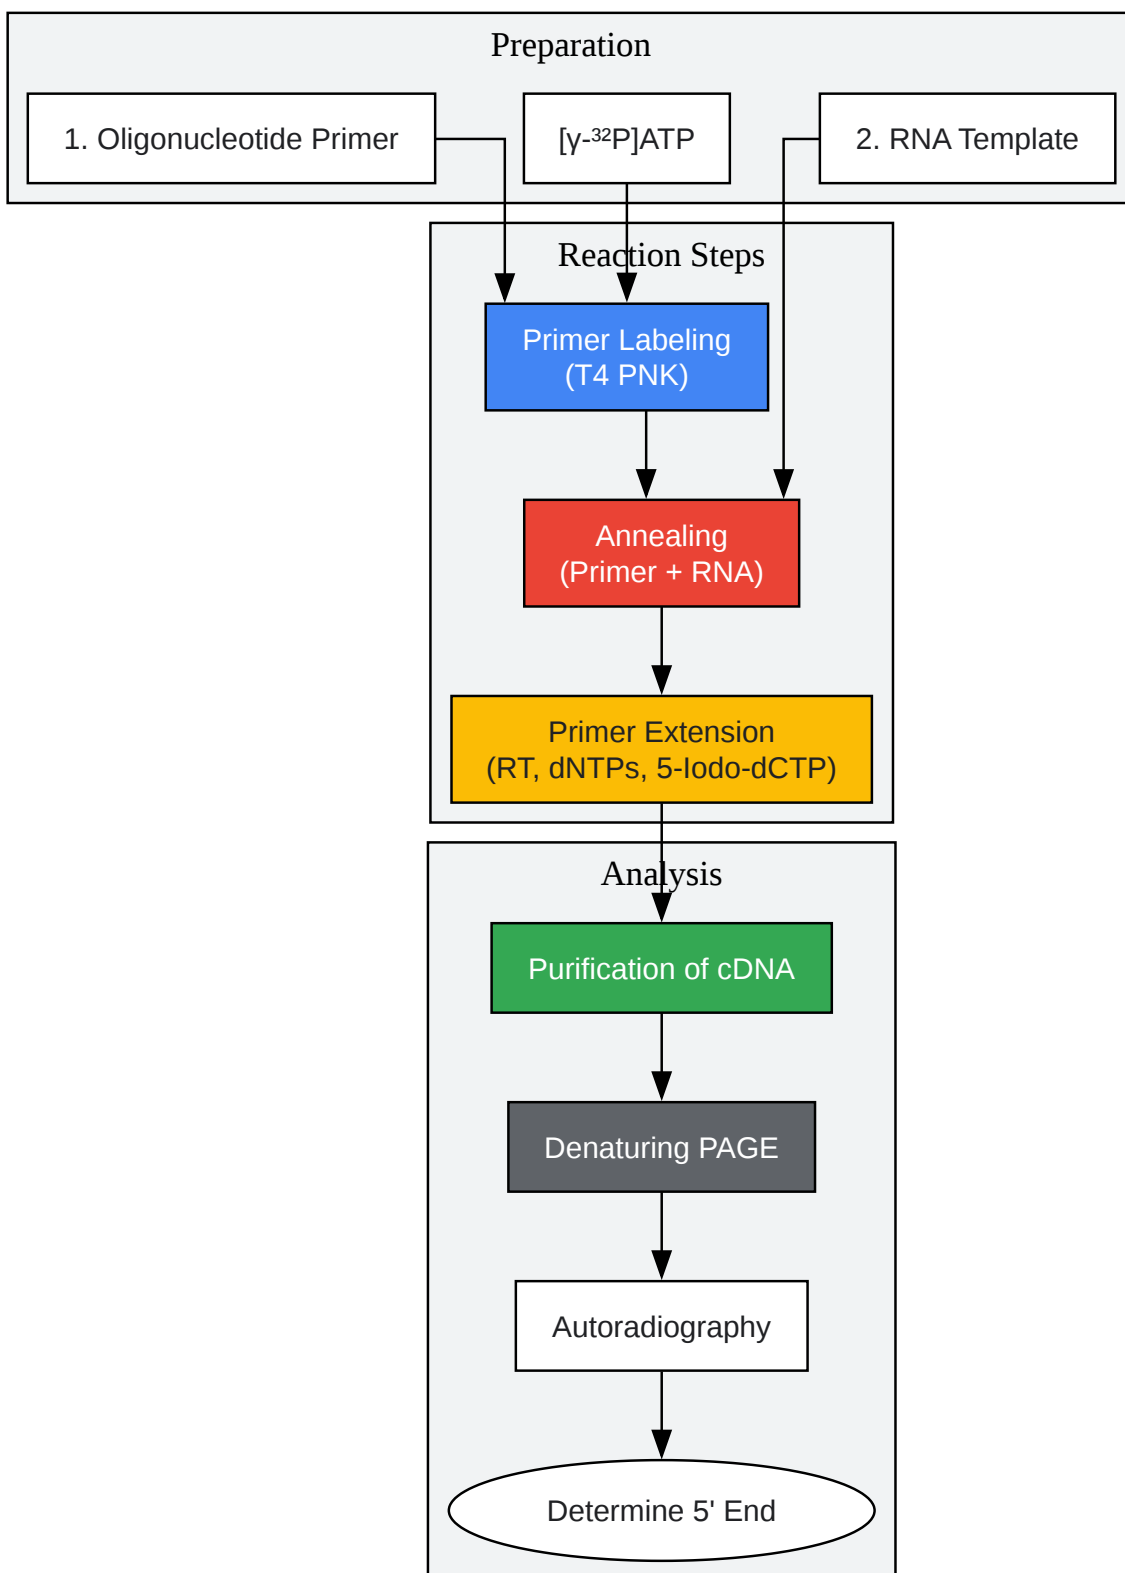 Preparation
1. Oligonucleotide Primer
[γ-³²P]ATP
2. RNA Template
Reaction Steps
Primer Labeling
(T4 PNK)
Annealing
(Primer + RNA)
Primer Extension
(RT, dNTPs, 5-Iodo-dCTP)
Analysis
Purification of cDNA
Denaturing PAGE
Autoradiography
Determine 5' End